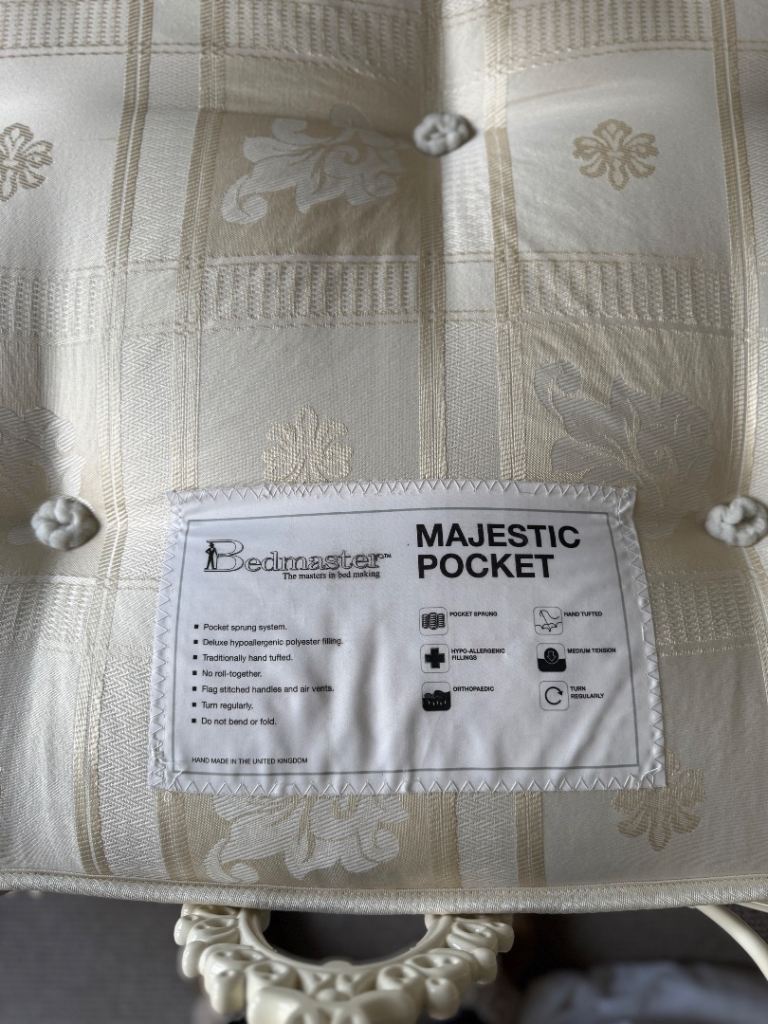 Bedmaster™
The masters in bed making
MAJESTIC
POCKET
■ Pocket sprung system.
■ Deluxe hypoallergenic polyester filling.
■ Traditionally hand tufted.
■ No roll-together.
■ Flag stitched handles and air vents.
■ Turn regularly.
■ Do not bend or fold.
POCKET SPRUNG
HAND TUFTED
HYPO-ALLERGENIC
FILLINGS
MEDIUM TENSION
ORTHOPAEDIC
TURN
REGULARLY
HAND MADE IN THE UNITED KINGDOM